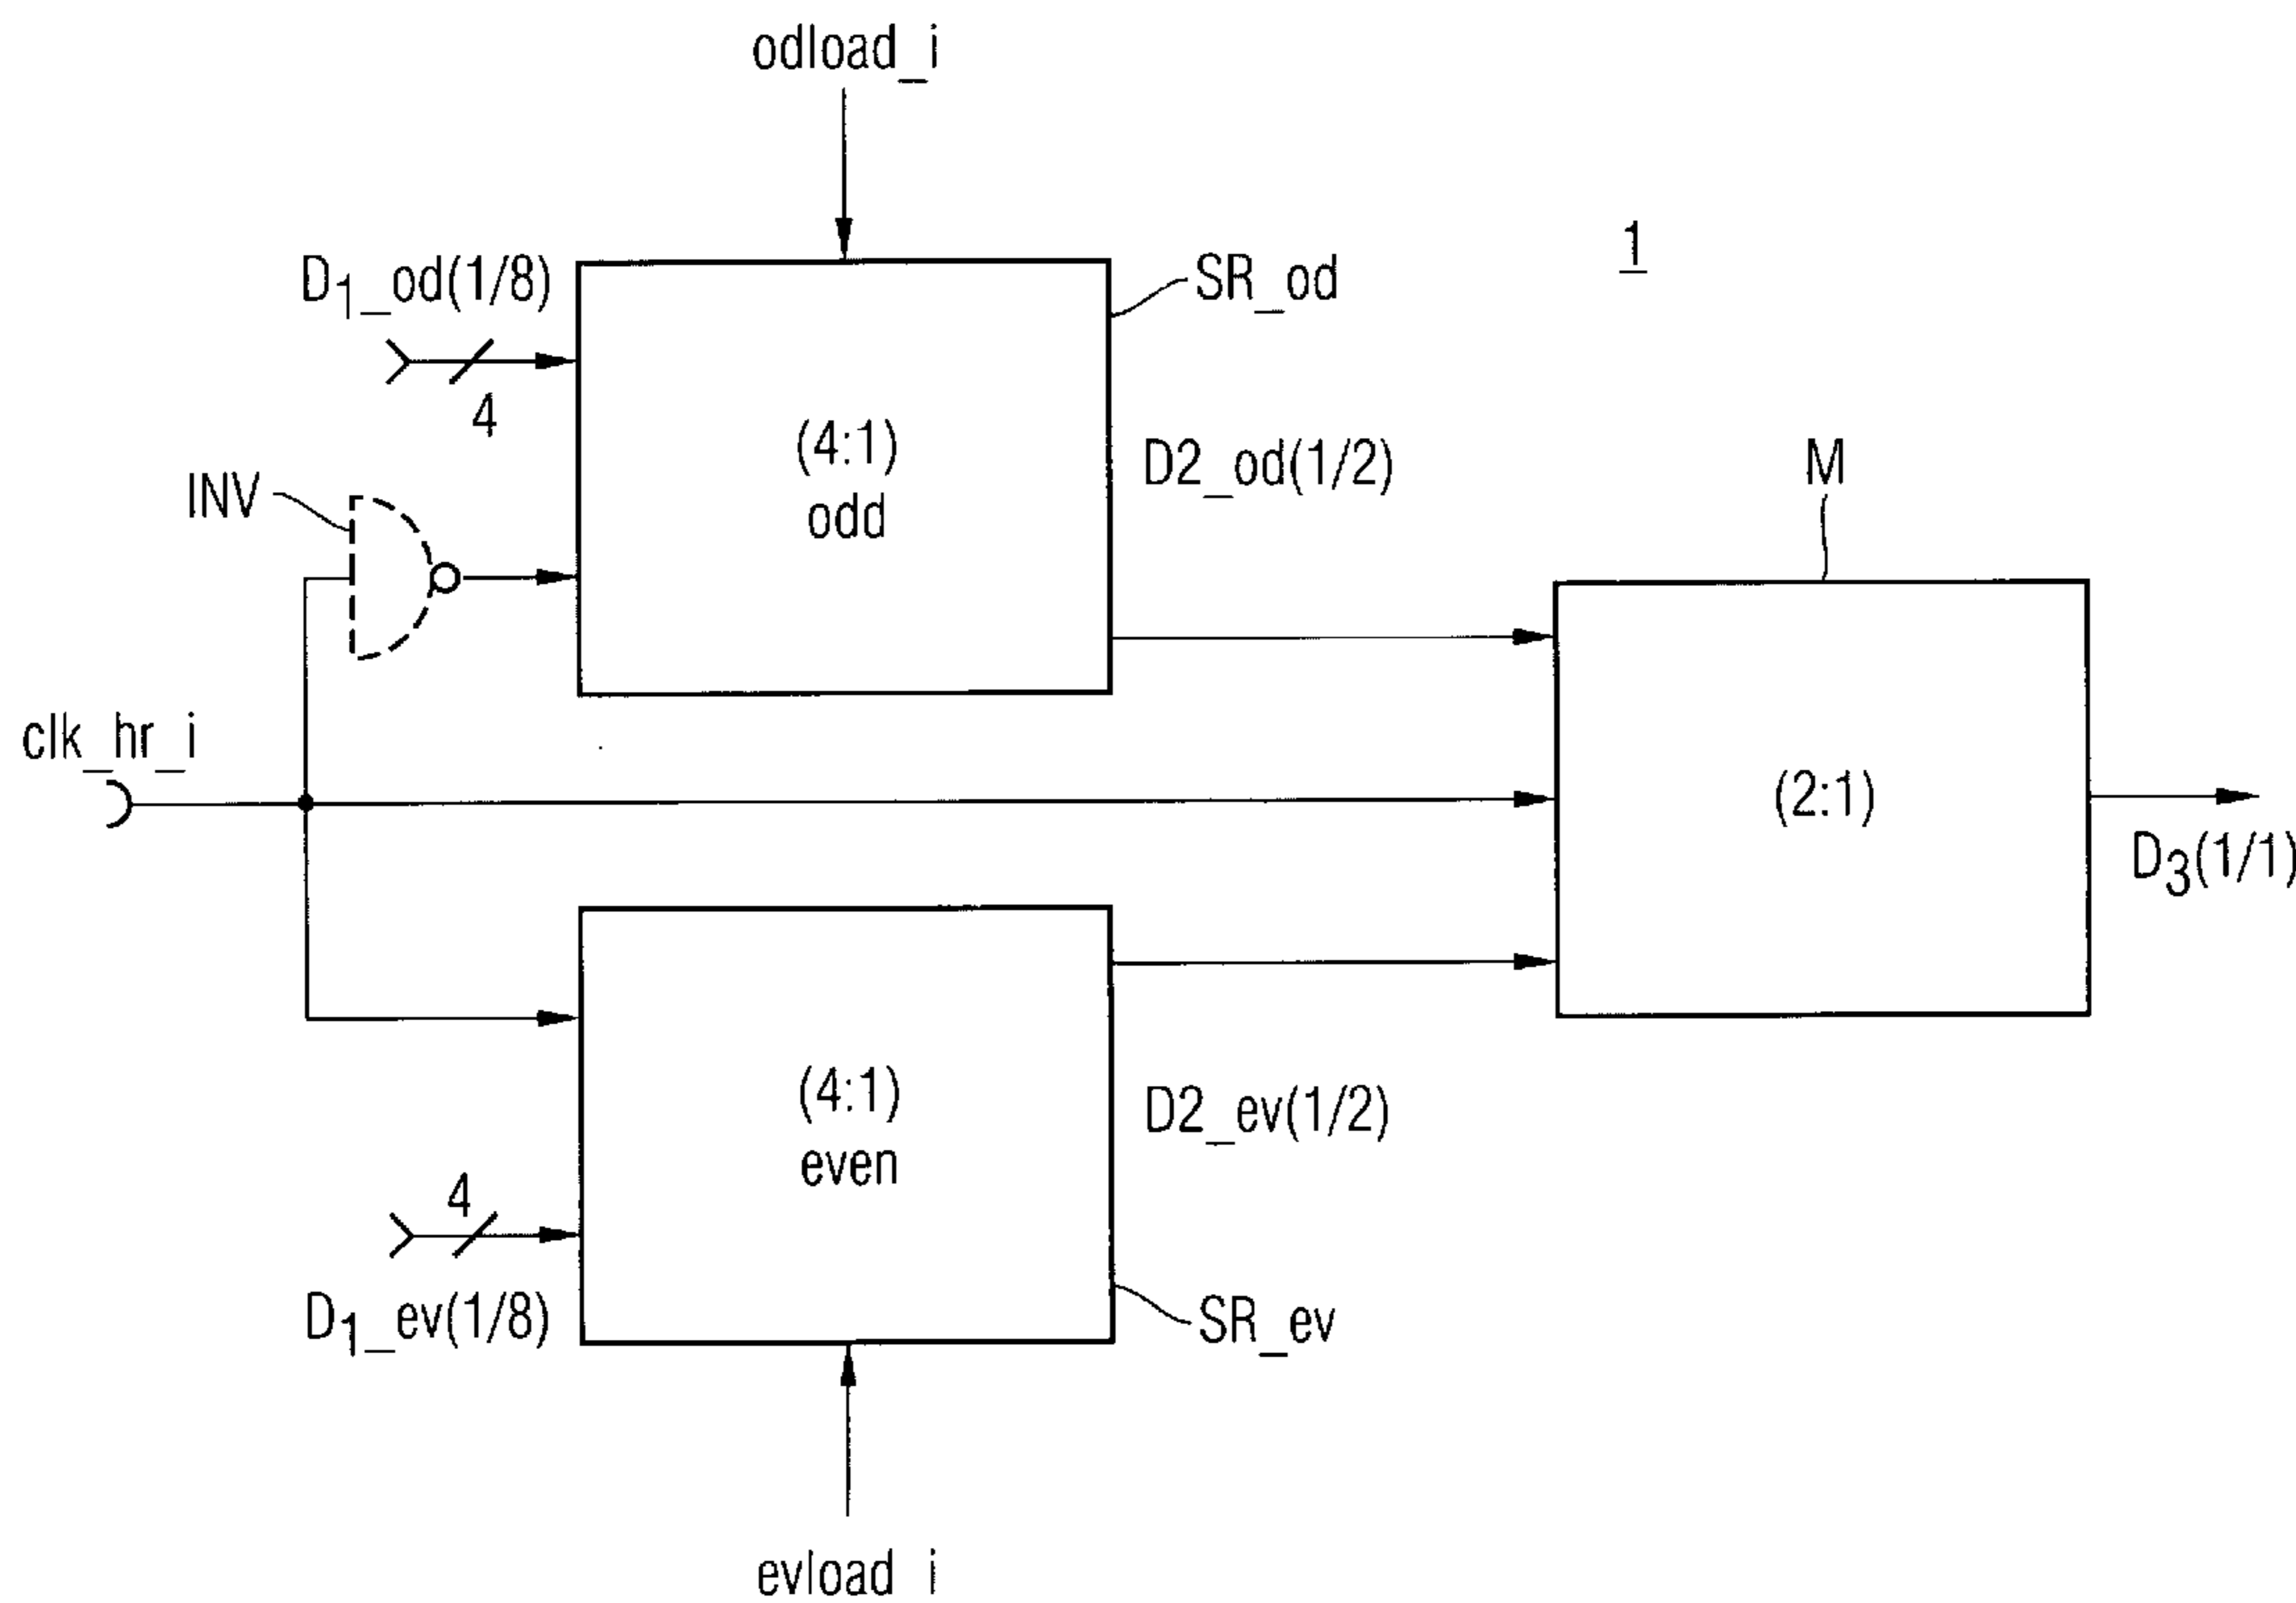 odload_i
1
D1_od(1/8)
SR_od
4
(4:1)
odd
D2_od(1/2)
M
INV
clk_hr_i
(2:1)
D3(1/1)
(4:1)
even
D2_ev(1/2)
4
D1_ev(1/8)
SR_ev
evload_i